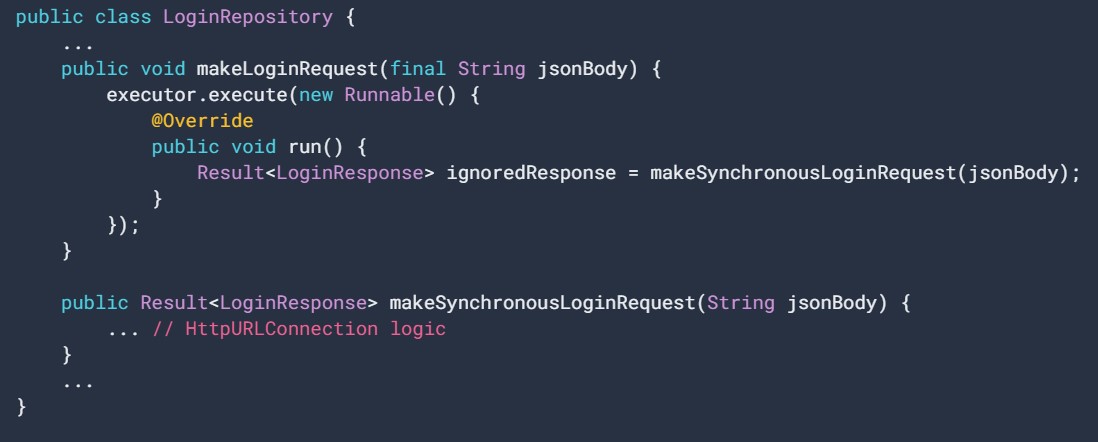 public class LoginRepository {
    ...
    public void makeLoginRequest(final String jsonBody) {
        executor.execute(new Runnable() {
            @Override
            public void run() {
                Result<LoginResponse> ignoredResponse = makeSynchronousLoginRequest(jsonBody);
            }
        });
    }

    public Result<LoginResponse> makeSynchronousLoginRequest(String jsonBody) {
        ... // HttpURLConnection logic
    }
    ...
}